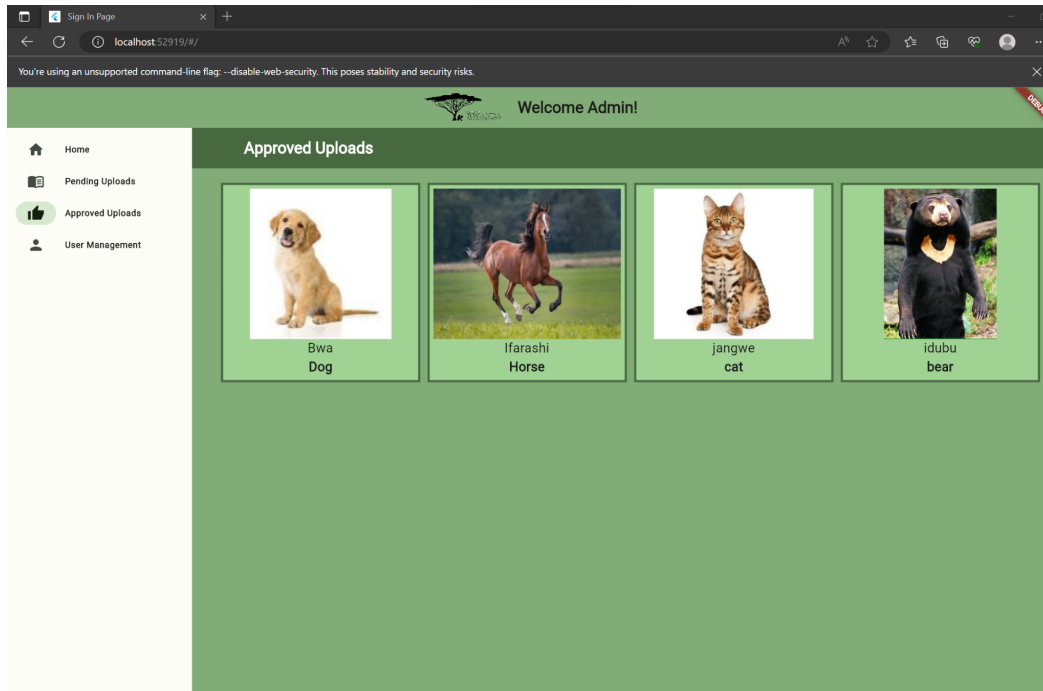 Sign In Page
localhost:52919/#/
You're using an unsupported command-line flag: --disable-web-security. This poses stability and security risks.
Welcome Admin!
Home
Pending Uploads
Approved Uploads
User Management
Approved Uploads
Bwa
Dog
Ifarashi
Horse
jangwe
cat
idubu
bear